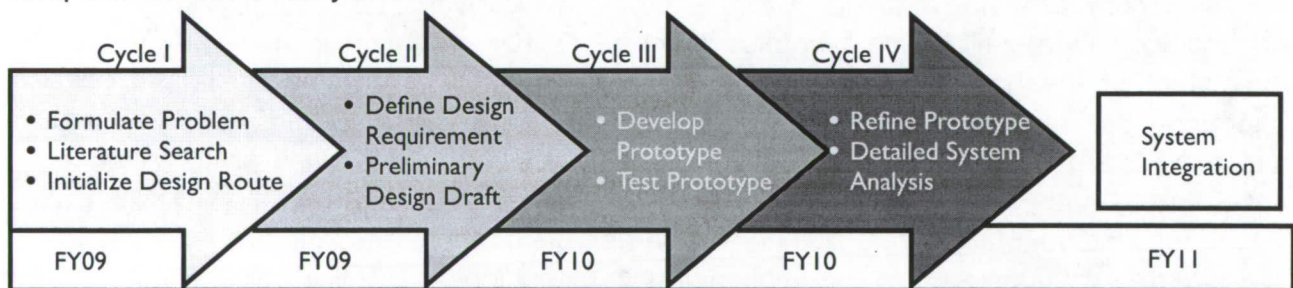 Cycle I
• Formulate Problem
• Literature Search
• Initialize Design Route
FY09
Cycle II
• Define Design
Requirement
• Preliminary
Design Draft
FY09
Cycle III
• Develop
Prototype
• Test Prototype
FY10
Cycle IV
• Refine Prototype
• Detailed System
Analysis
FY10
System
Integration
FY11